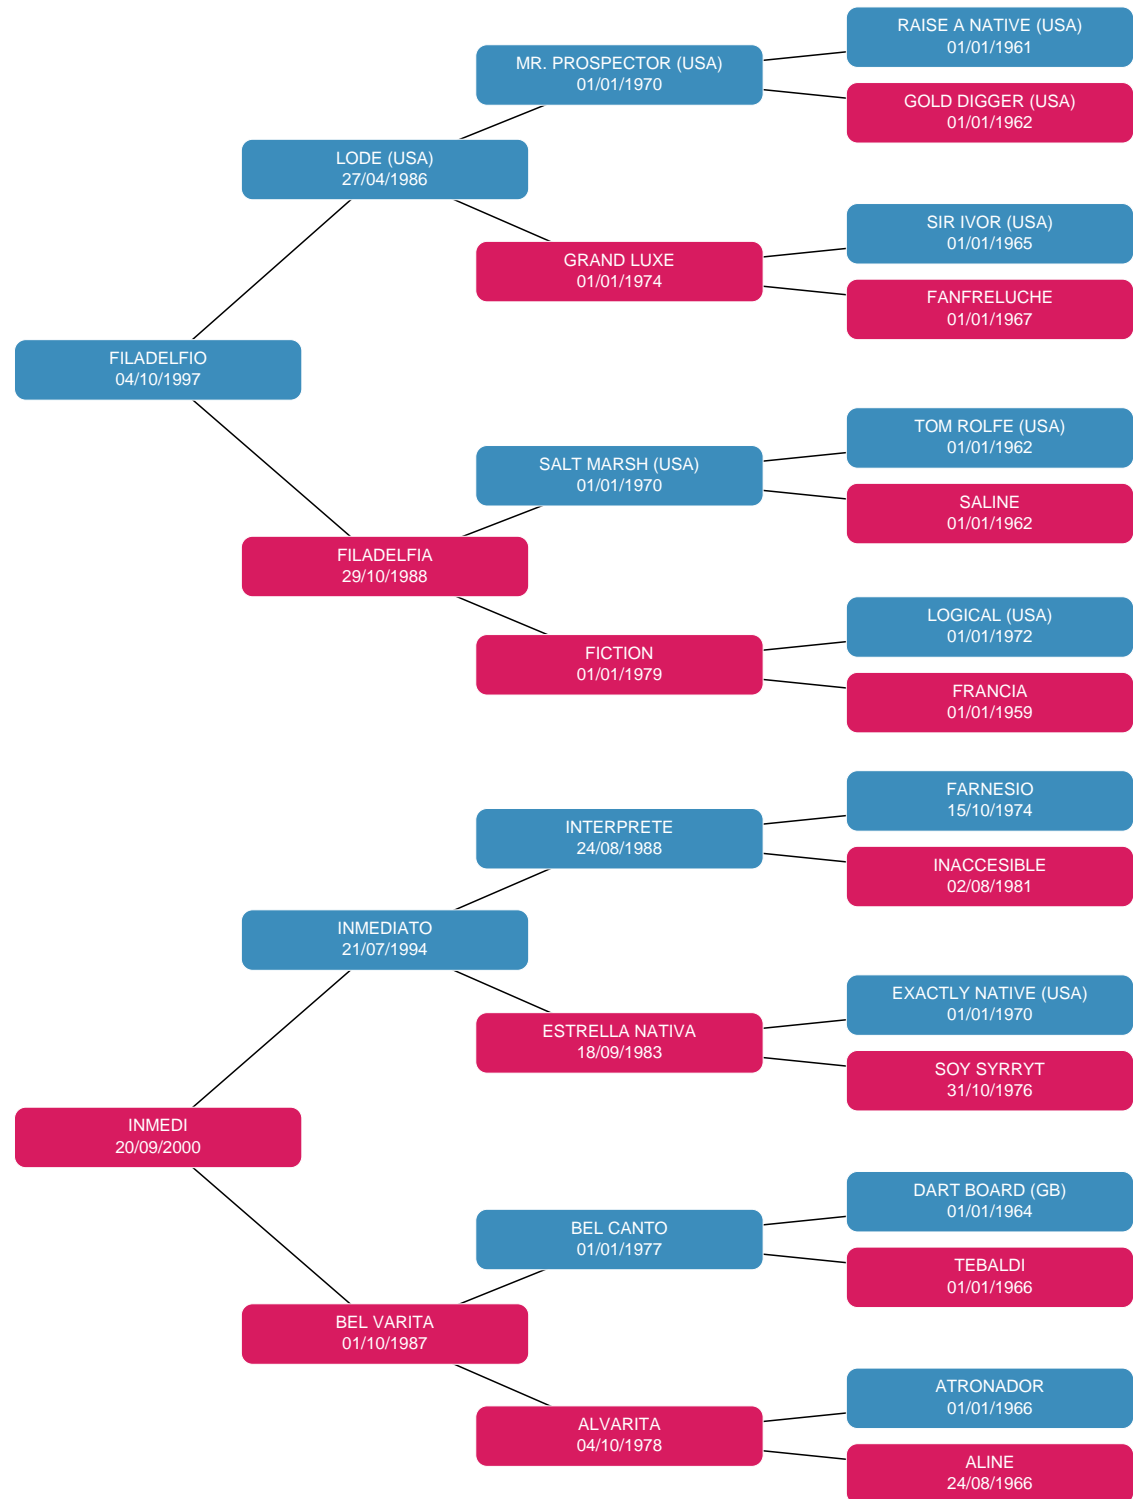 RAISE A NATIVE (USA)
01/01/1961
MR. PROSPECTOR (USA)
01/01/1970
GOLD DIGGER (USA)
01/01/1962
LODE (USA)
27/04/1986
SIR IVOR (USA)
01/01/1965
GRAND LUXE
01/01/1974
FANFRELUCHE
01/01/1967
FILADELFIO
04/10/1997
TOM ROLFE (USA)
01/01/1962
SALT MARSH (USA)
01/01/1970
SALINE
01/01/1962
FILADELFIA
29/10/1988
LOGICAL (USA)
01/01/1972
FICTION
01/01/1979
FRANCIA
01/01/1959
FARNESIO
15/10/1974
INTERPRETE
24/08/1988
INACCESIBLE
02/08/1981
INMEDIATO
21/07/1994
EXACTLY NATIVE (USA)
01/01/1970
ESTRELLA NATIVA
18/09/1983
SOY SYRRYT
31/10/1976
INMEDI
20/09/2000
DART BOARD (GB)
01/01/1964
BEL CANTO
01/01/1977
TEBALDI
01/01/1966
BEL VARITA
01/10/1987
ATRONADOR
01/01/1966
ALVARITA
04/10/1978
ALINE
24/08/1966